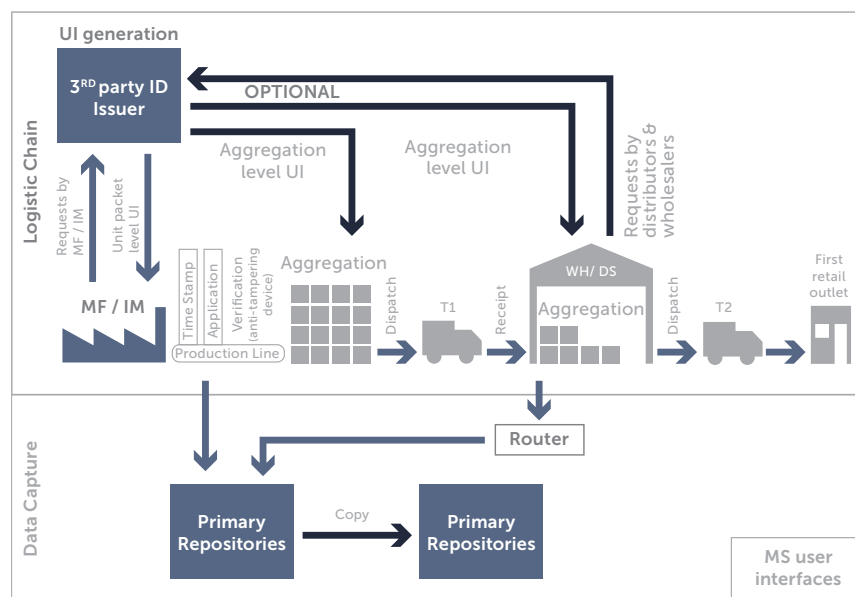 UI generation
3RD party ID
Issuer
OPTIONAL
Aggregation
level UI
Aggregation
level UI
Requests by
distributors &
wholesalers
Logistic Chain
Requests by
MF / IM
Unit packet
level UI
MF / IM
Time Stamp
Application
Verification
(anti-tampering
device)
Production Line
Aggregation
Dispatch
T1
Receipt
WH/ DS
Aggregation
Dispatch
T2
First
retail
outlet
Data Capture
Router
Primary
Repositories
Copy
Primary
Repositories
MS user
interfaces